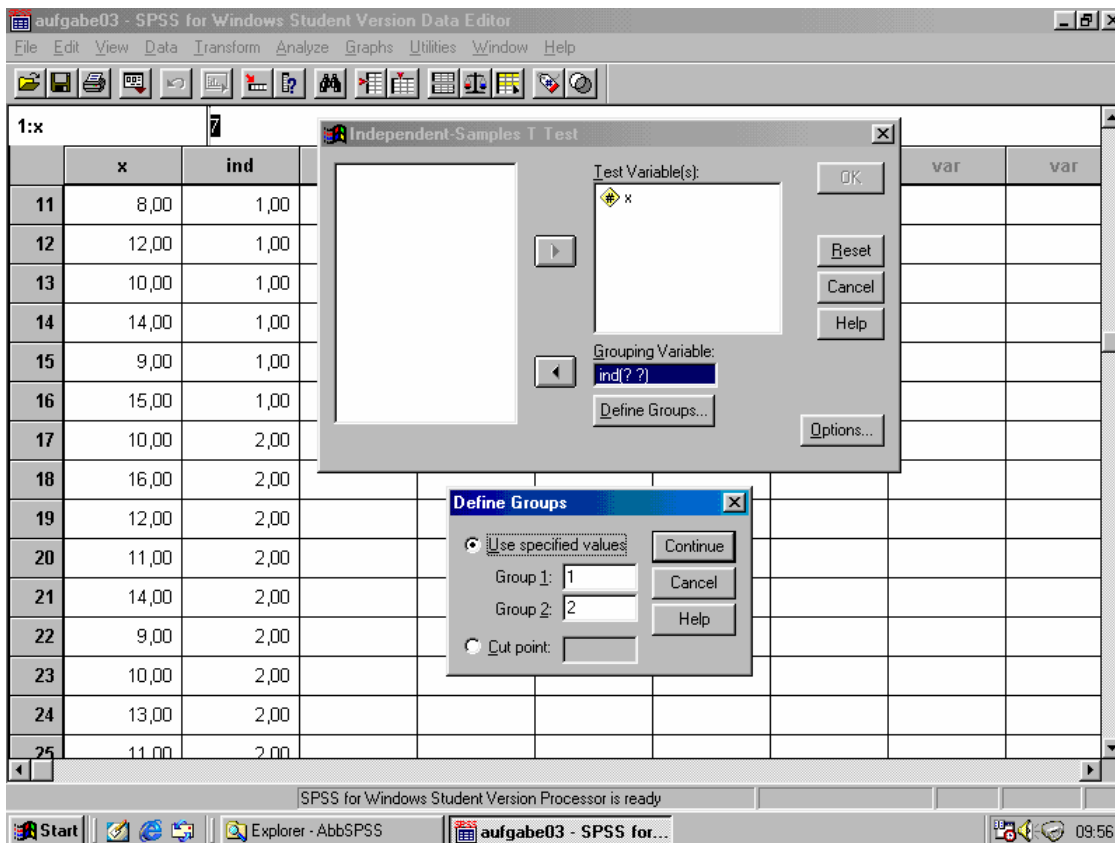 aufgabe03 - SPSS for Windows Student Version Data Editor
File Edit View Data Transform Analyze Graphs Utilities Window Help
1:x 7
x ind var var
11 8,00 1,00
12 12,00 1,00
13 10,00 1,00
14 14,00 1,00
15 9,00 1,00
16 15,00 1,00
17 10,00 2,00
18 16,00 2,00
19 12,00 2,00
20 11,00 2,00
21 14,00 2,00
22 9,00 2,00
23 10,00 2,00
24 13,00 2,00
25 11,00 2,00
Independent-Samples T Test
Test Variable(s):
# x
OK
Reset
Cancel
Help
Grouping Variable:
ind(? ?)
Define Groups...
Options...
Define Groups
Use specified values
Group 1: 1
Group 2: 2
Cut point:
Continue
Cancel
Help
SPSS for Windows Student Version Processor is ready
Start Explorer - AbbSPSS aufgabe03 - SPSS for... 09:56